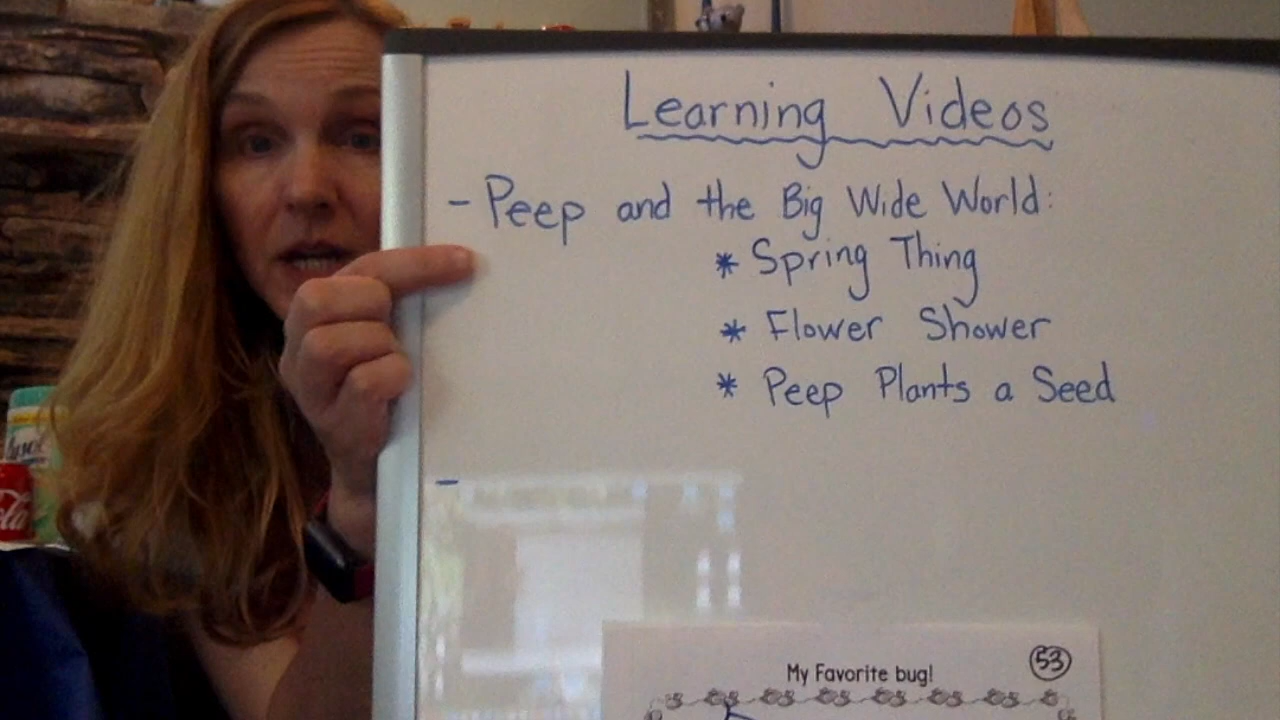 Learning Videos
- Peep and the Big Wide World:
* Spring Thing
* Flower Shower
* Peep Plants a Seed
-
My Favorite bug!
53